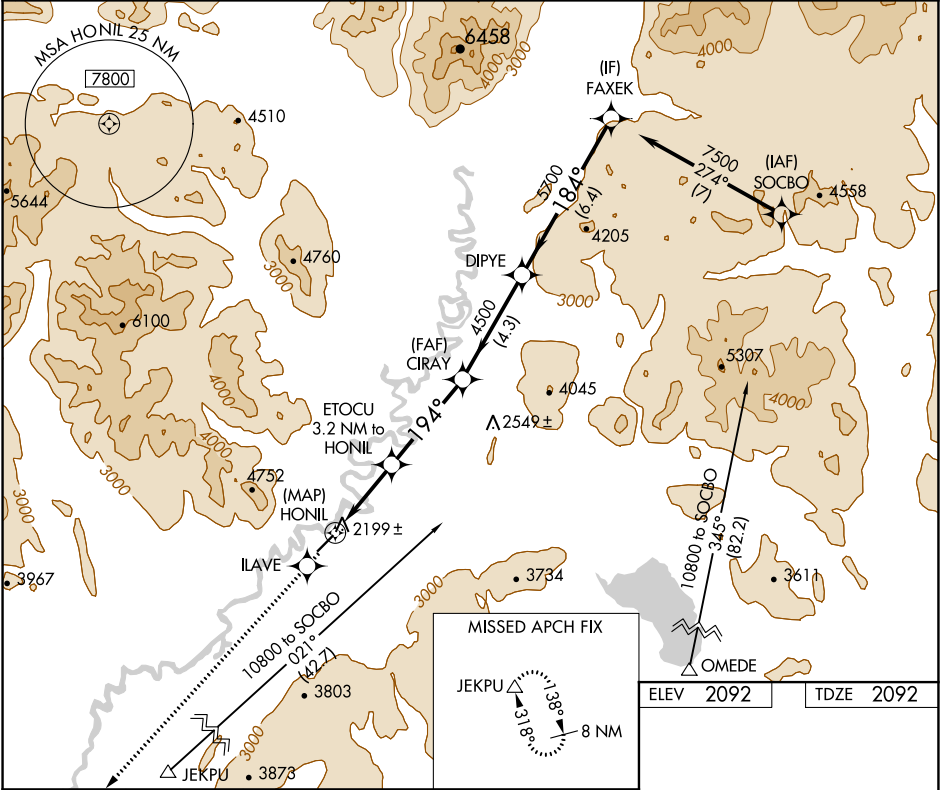 MSA HONIL 25 NM
7800
6458
4000
3000
4510
5644
4760
3000
6100
4000
4000
3000
3000
4752
3967
3000
(IF)
FAXEK
4000
7500
274°
(7)
(IAF)
SOCBO
4558
5700
184°
(6.4)
4205
3000
DIPYE
4500
(4.3)
(FAF)
CIRAY
4045
2549 ±
5307
4000
194°
ETOCU
3.2 NM to
HONIL
(MAP)
HONIL
2199 ±
ILAVE
10800 to SOCBO
021°
(42.7)
3000
3734
10800 to SOCBO
345°
(82.2)
3611
OMEDE
3803
3000
JEKPU
3873
MISSED APCH FIX
JEKPU
138°
318°
8 NM
ELEV 2092
TDZE 2092